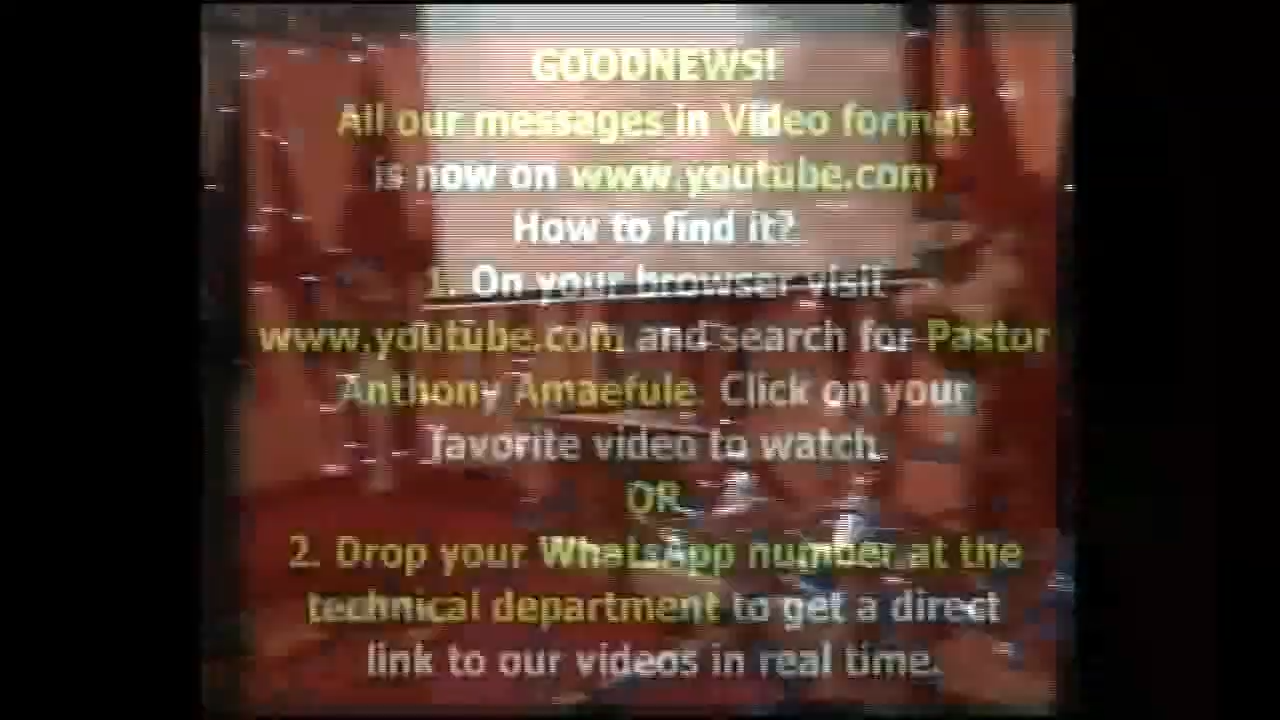 GOODNEWS!
All our messages in Video format
is now on www.youtube.com
How to find it?
1. On your browser visit
www.youtube.com and search for Pastor
Anthony Amaefule. Click on your
favorite video to watch.
OR
2. Drop your WhatsApp number at the
technical department to get a direct
link to our videos in real time.